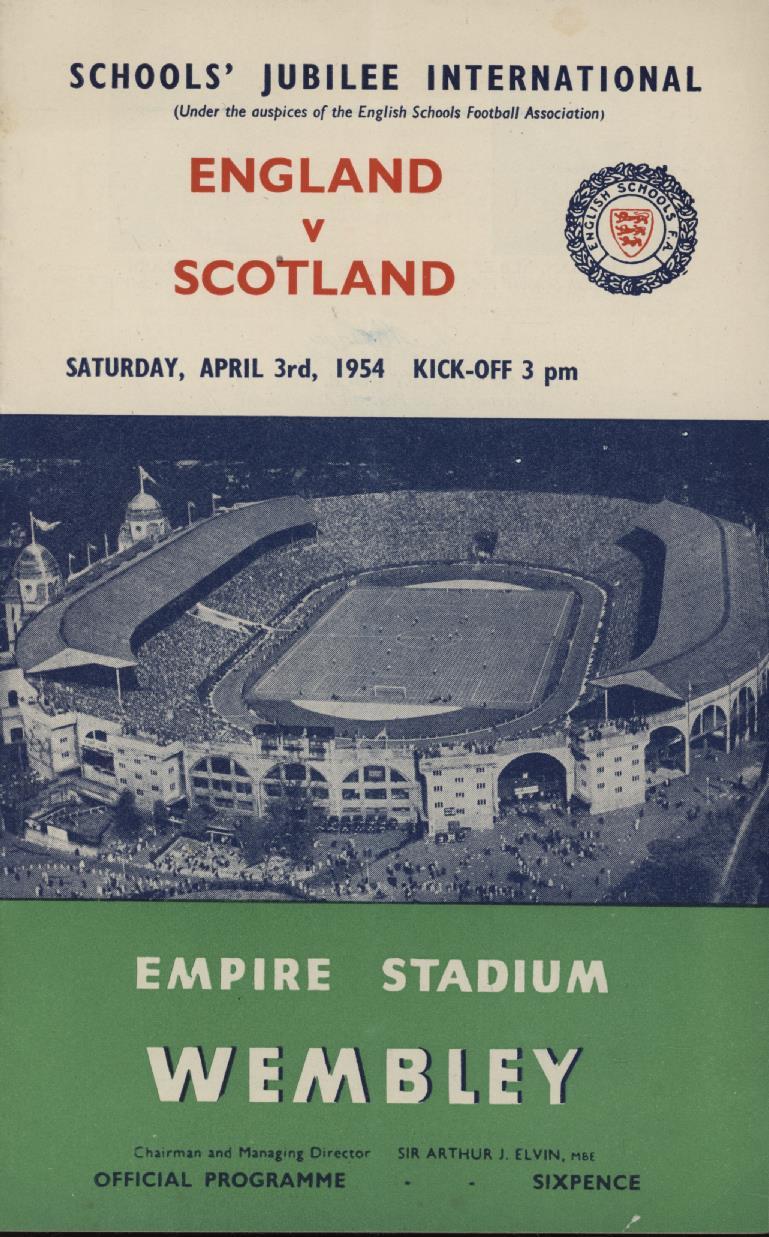 SCHOOLS' JUBILEE INTERNATIONAL
(Under the auspices of the English Schools Football Association)
ENGLAND
v
SCOTLAND
ENGLISH SCHOOLS F.A.
SATURDAY, APRIL 3rd, 1954 KICK-OFF 3 pm
EMPIRE STADIUM
WEMBLEY
Chairman and Managing Director SIR ARTHUR J. ELVIN, MBE
OFFICIAL PROGRAMME - - SIXPENCE